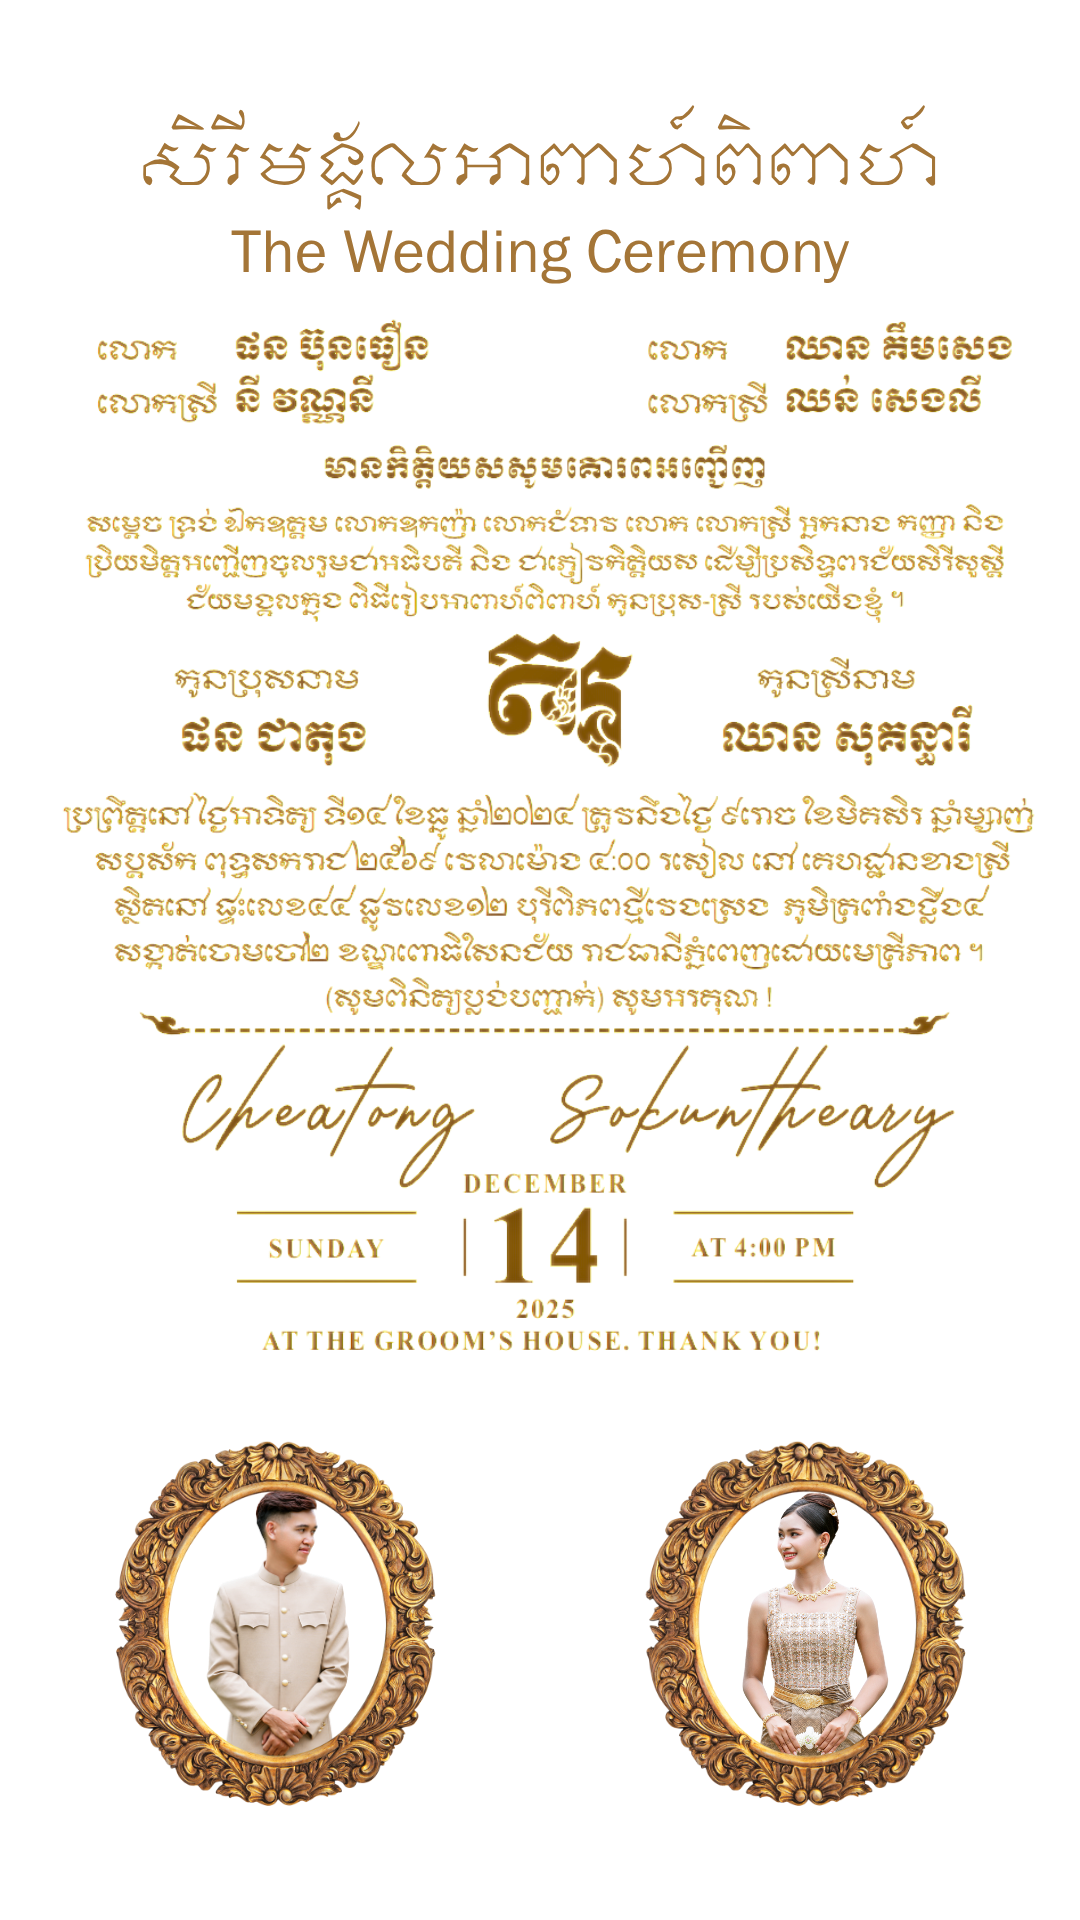 សិរីមង្គលអាពាហ៍ពិពាហ៍
The Wedding Ceremony
លោក ផន ប៊ុនធឿន លោក ឈាន គឹមសេង
លោកស្រី នី វណ្ណនី លោកស្រី ឈន់ សេងលី
មានកិត្តិយសសូមគោរពអញ្ជើញ
សម្តេច ទ្រង់ ឯកឧត្តម លោកឧកញ៉ា លោកជំទាវ លោក លោកស្រី អ្នកនាង កញ្ញា និង
ប្រិយមិត្តអញ្ជើញចូលរួមជាអធិបតី និង ជាភ្ញៀវកិត្តិយស ដើម្បីប្រសិទ្ធពរជ័យសិរីសួស្តី
ជ័យមង្គលក្នុង ពិធីរៀបអាពាហ៍ពិពាហ៍ កូនប្រុស-ស្រី របស់យើងខ្ញុំ ។
កូនប្រុសនាម កូនស្រីនាម
ផន ជាតុង ឈាន សុគន្ធារី
ប្រព្រឹត្តនៅថ្ងៃអាទិត្យ ទី១៤ ខែធ្នូ ឆ្នាំ២០២៤ ត្រូវនឹងថ្ងៃ ៩រោច ខែមិគសិរ ឆ្នាំម្សាញ់
សប្តស័ក ពុទ្ធសករាជ ២៥៦៩ វេលាម៉ោង ៤:០០ រសៀល នៅ គេហដ្ឋានខាងស្រី
ស្ថិតនៅ ផ្ទះលេខ៤៤ ផ្លូវលេខ១២ បុរីពិភពថ្មីវេងស្រេង ភូមិត្រពាំងថ្លឹង៤
សង្កាត់ចោមចៅ២ ខណ្ឌពោធិ៍សែនជ័យ រាជធានីភ្នំពេញដោយមេត្រីភាព ។
(សូមពិនិត្យប្លង់បញ្ជាក់) សូមអរគុណ !
Cheatong Sokuntheary
DECEMBER
SUNDAY 14 AT 4:00 PM
2025
AT THE GROOM’S HOUSE. THANK YOU!